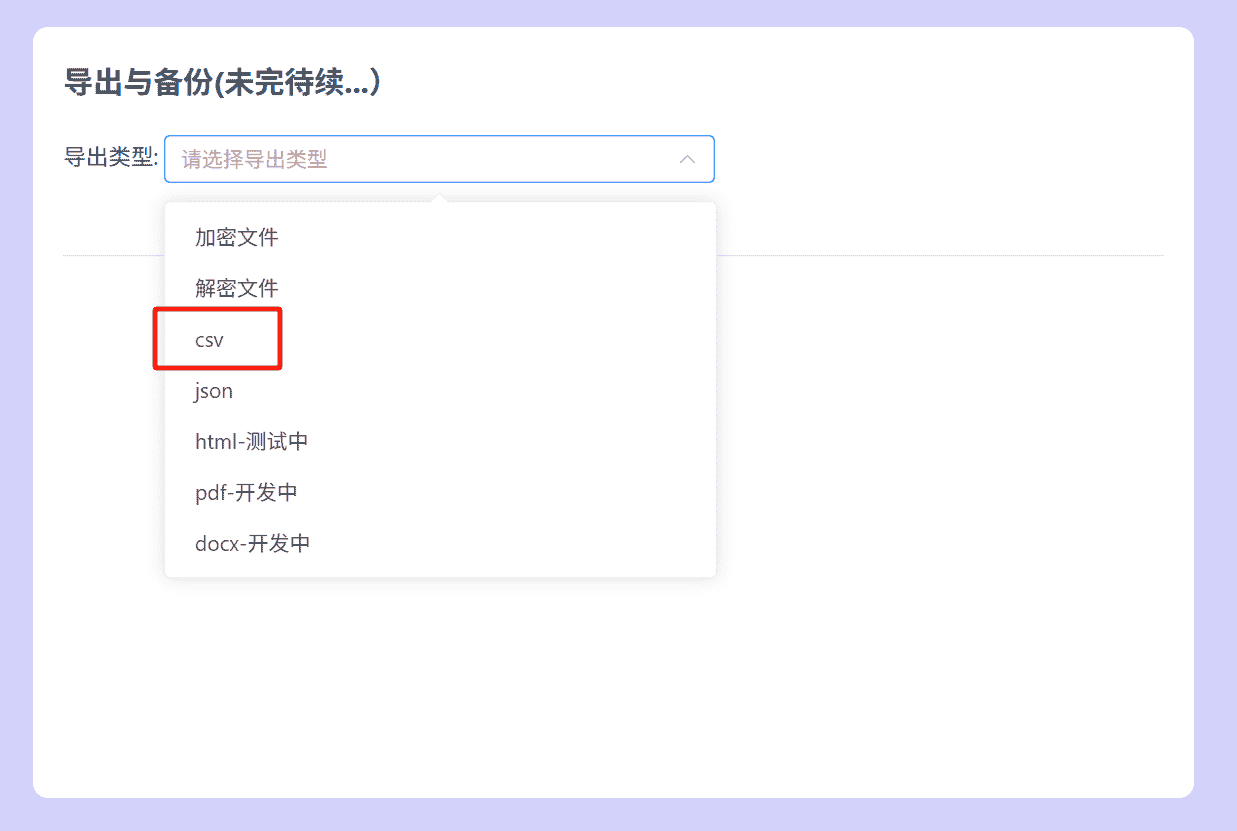 导出与备份(未完待续...）
导出类型: 请选择导出类型
加密文件
解密文件
csv
json
html-测试中
pdf-开发中
docx-开发中